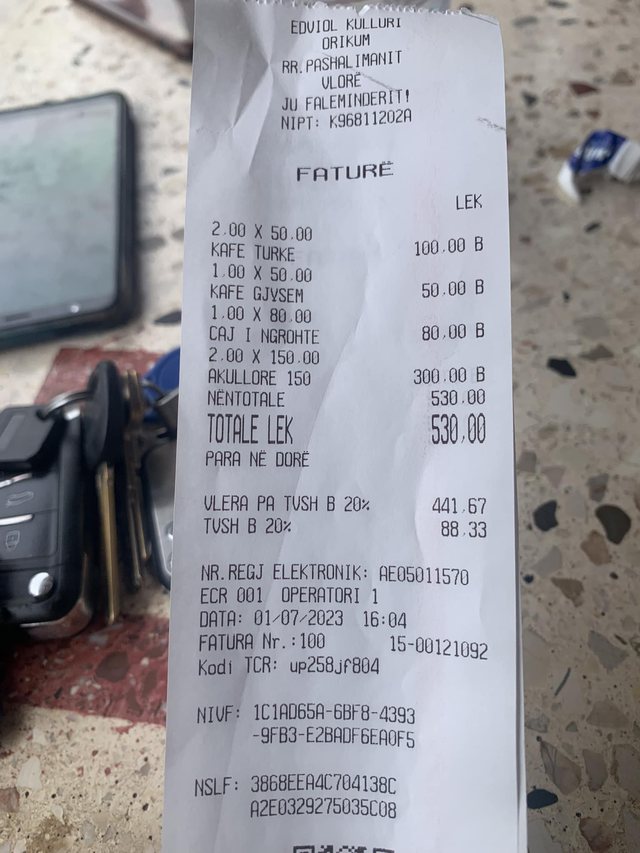 EDVIOL KULLURI
ORIKUM
RR.PASHALIMANIT
VLORË
JU FALEMINDERIT!
NIPT: K96811202A
FATURË
LEK
2.00 X 50.00
KAFE TURKE 100.00 B
1.00 X 50.00
KAFE GJYSEM 50.00 B
1.00 X 80.00
CAJ I NGROHTE 80.00 B
2.00 X 150.00
AKULLORE 150 300.00 B
NËNTOTALE 530.00
TOTALE LEK 530,00
PARA NË DORË
VLERA PA TVSH B 20% 441.67
TVSH B 20% 88.33
NR.REGJ ELEKTRONIK: AE05011570
ECR 001 OPERATORI 1
DATA: 01/07/2023 16:04
FATURA Nr.:100 15-00121092
Kodi TCR: up258jf804
NIVF: 1C1AD65A-6BF8-4393
-9FB3-E2BADF6EA0F5
NSLF: 3868EEA4C704138C
A2E0329275035C08